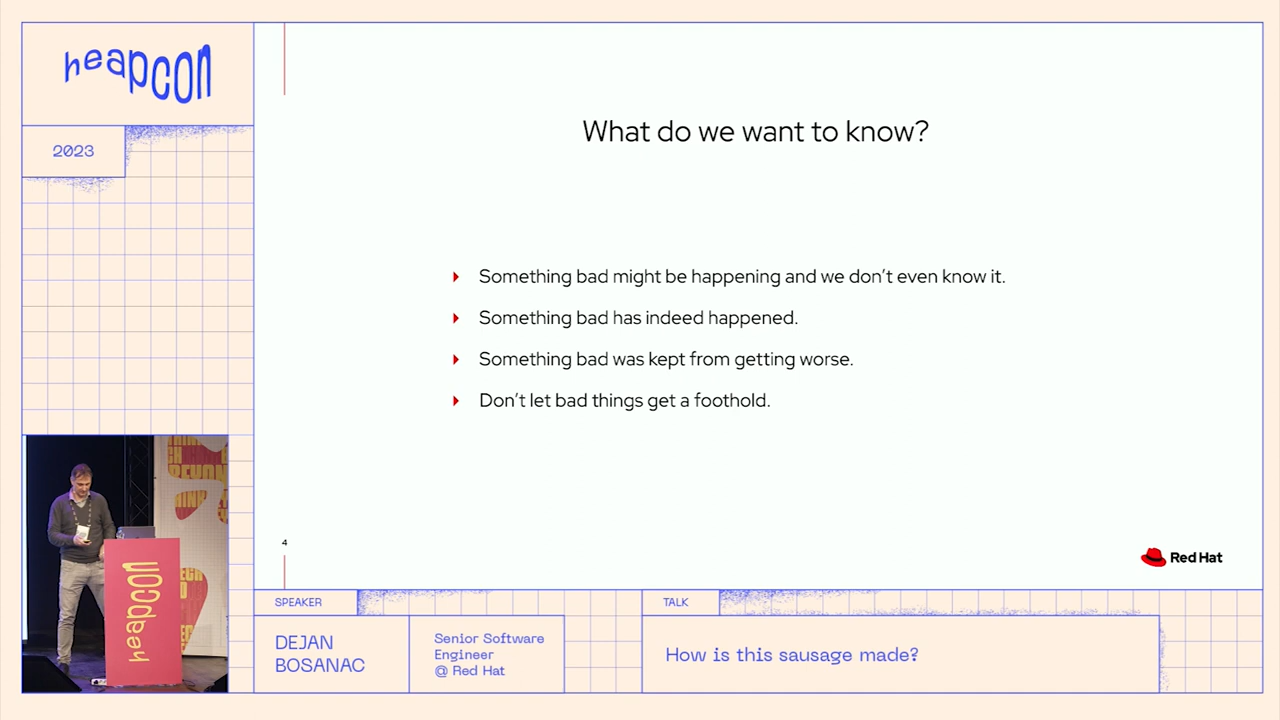 heapcon
2023
What do we want to know?
Something bad might be happening and we don't even know it.
Something bad has indeed happened.
Something bad was kept from getting worse.
Don't let bad things get a foothold.
4
Red Hat
heapcon
SPEAKER
DEJAN
BOSANAC
Senior Software
Engineer
@ Red Hat
TALK
How is this sausage made?